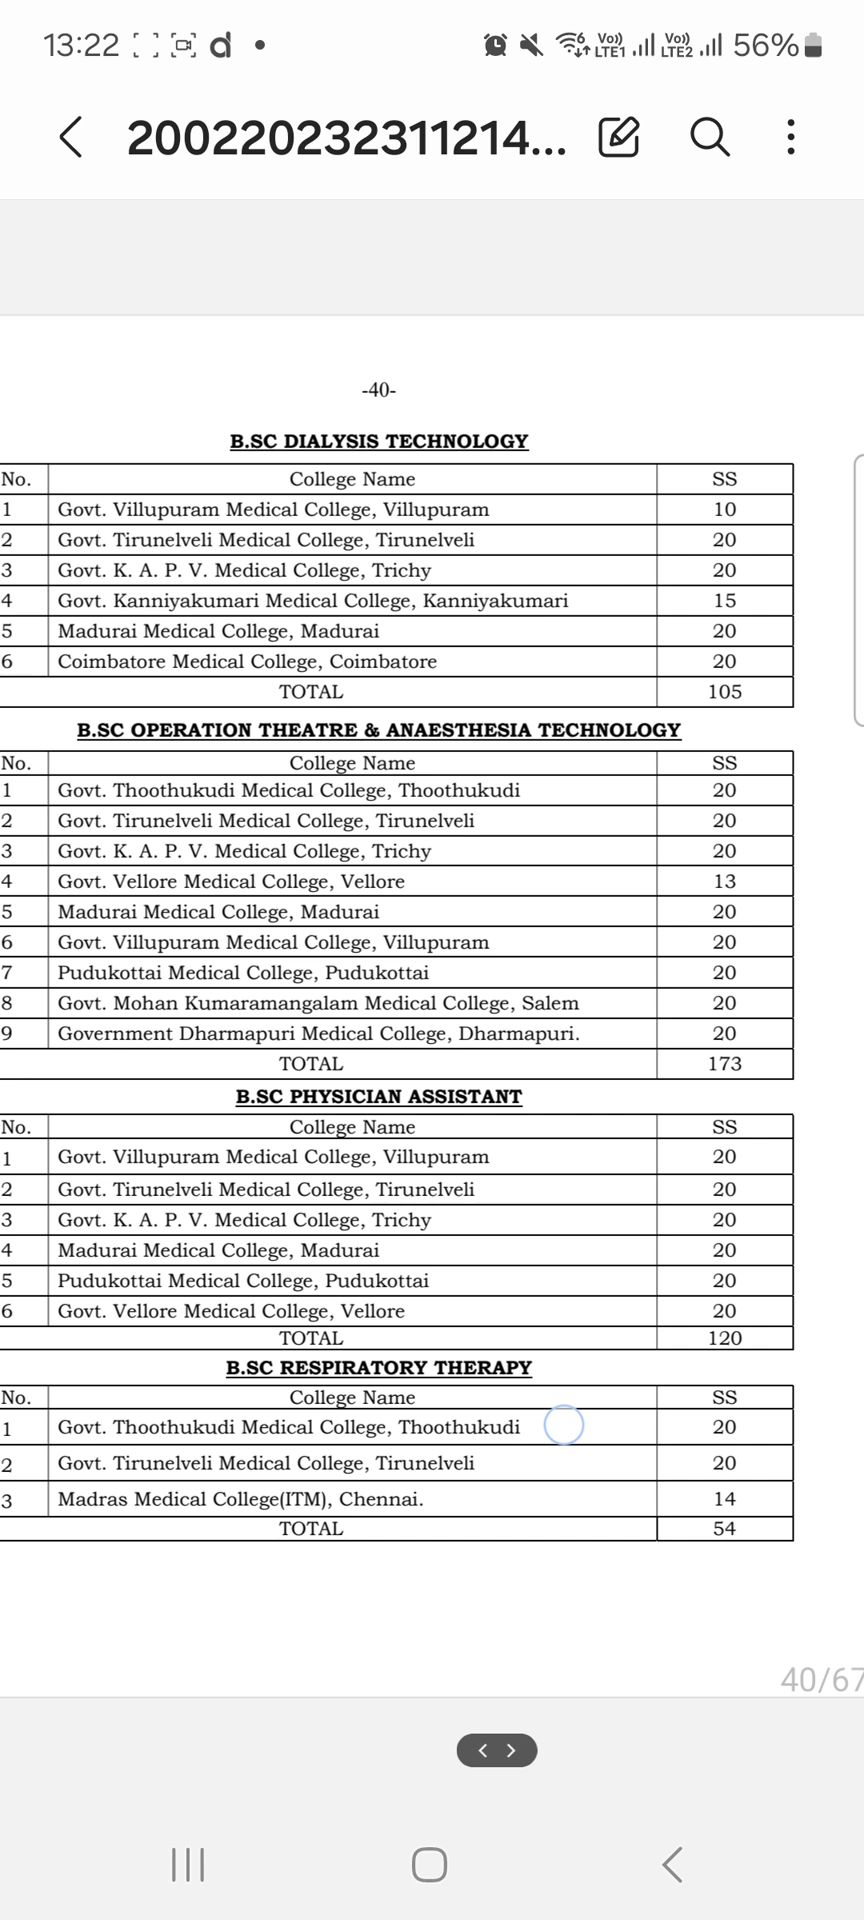 13:22 Vo)) LTE1 Vo)) LTE2 56%
200220232311214...
-40-
B.SC DIALYSIS TECHNOLOGY
No. College Name SS
1 Govt. Villupuram Medical College, Villupuram 10
2 Govt. Tirunelveli Medical College, Tirunelveli 20
3 Govt. K. A. P. V. Medical College, Trichy 20
4 Govt. Kanniyakumari Medical College, Kanniyakumari 15
5 Madurai Medical College, Madurai 20
6 Coimbatore Medical College, Coimbatore 20
TOTAL 105
B.SC OPERATION THEATRE & ANAESTHESIA TECHNOLOGY
No. College Name SS
1 Govt. Thoothukudi Medical College, Thoothukudi 20
2 Govt. Tirunelveli Medical College, Tirunelveli 20
3 Govt. K. A. P. V. Medical College, Trichy 20
4 Govt. Vellore Medical College, Vellore 13
5 Madurai Medical College, Madurai 20
6 Govt. Villupuram Medical College, Villupuram 20
7 Pudukottai Medical College, Pudukottai 20
8 Govt. Mohan Kumaramangalam Medical College, Salem 20
9 Government Dharmapuri Medical College, Dharmapuri. 20
TOTAL 173
B.SC PHYSICIAN ASSISTANT
No. College Name SS
1 Govt. Villupuram Medical College, Villupuram 20
2 Govt. Tirunelveli Medical College, Tirunelveli 20
3 Govt. K. A. P. V. Medical College, Trichy 20
4 Madurai Medical College, Madurai 20
5 Pudukottai Medical College, Pudukottai 20
6 Govt. Vellore Medical College, Vellore 20
TOTAL 120
B.SC RESPIRATORY THERAPY
No. College Name SS
1 Govt. Thoothukudi Medical College, Thoothukudi 20
2 Govt. Tirunelveli Medical College, Tirunelveli 20
3 Madras Medical College(ITM), Chennai. 14
TOTAL 54
40/67